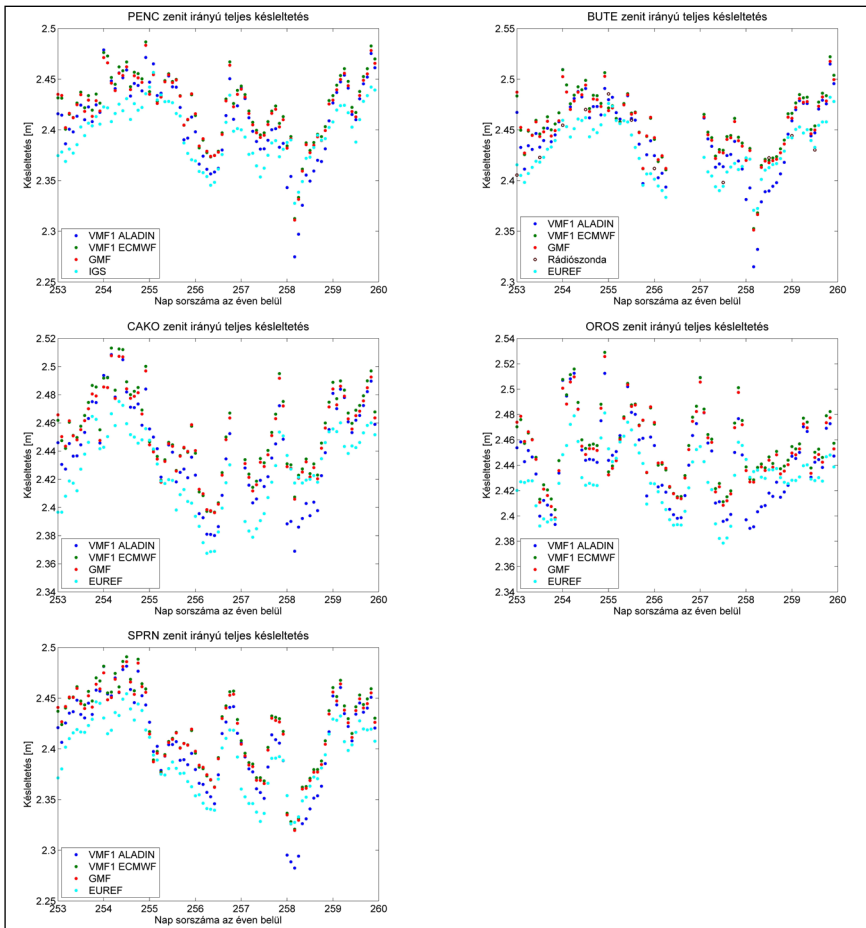 PENC zenit irányú teljes késleltetés
2.5
2.45
2.4
2.35
2.3
2.25
Késleltetés [m]
VMF1 ALADIN
VMF1 ECMWF
GMF
IGS
253 254 255 256 257 258 259 260
Nap sorszáma az éven belül
BUTE zenit irányú teljes késleltetés
2.55
2.5
2.45
2.4
2.35
2.3
Késleltetés [m]
VMF1 ALADIN
VMF1 ECMWF
GMF
Rádiószonda
EUREF
253 254 255 256 257 258 259 260
Nap sorszáma az éven belül
CAKO zenit irányú teljes késleltetés
2.52
2.5
2.48
2.46
2.44
2.42
2.4
2.38
2.36
2.34
Késleltetés [m]
VMF1 ALADIN
VMF1 ECMWF
GMF
EUREF
253 254 255 256 257 258 259 260
Nap sorszáma az éven belül
OROS zenit irányú teljes késleltetés
2.54
2.52
2.5
2.48
2.46
2.44
2.42
2.4
2.38
2.36
2.34
Késleltetés [m]
VMF1 ALADIN
VMF1 ECMWF
GMF
EUREF
253 254 255 256 257 258 259 260
Nap sorszáma az éven belül
SPRN zenit irányú teljes késleltetés
2.5
2.45
2.4
2.35
2.3
2.25
Késleltetés [m]
VMF1 ALADIN
VMF1 ECMWF
GMF
EUREF
253 254 255 256 257 258 259 260
Nap sorszáma az éven belül